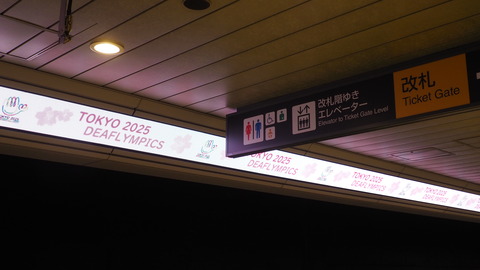 TOKYO 2025
DEAFLYMPICS
改札階ゆき
エレベーター
Elevator to Ticket Gate Level
改札
Ticket Gate
TOKYO 2025
DEAFLYMPICS
TOKYO 2025
DEAFLYMPICS
TOKYO 2025
DEAFLYMPICS